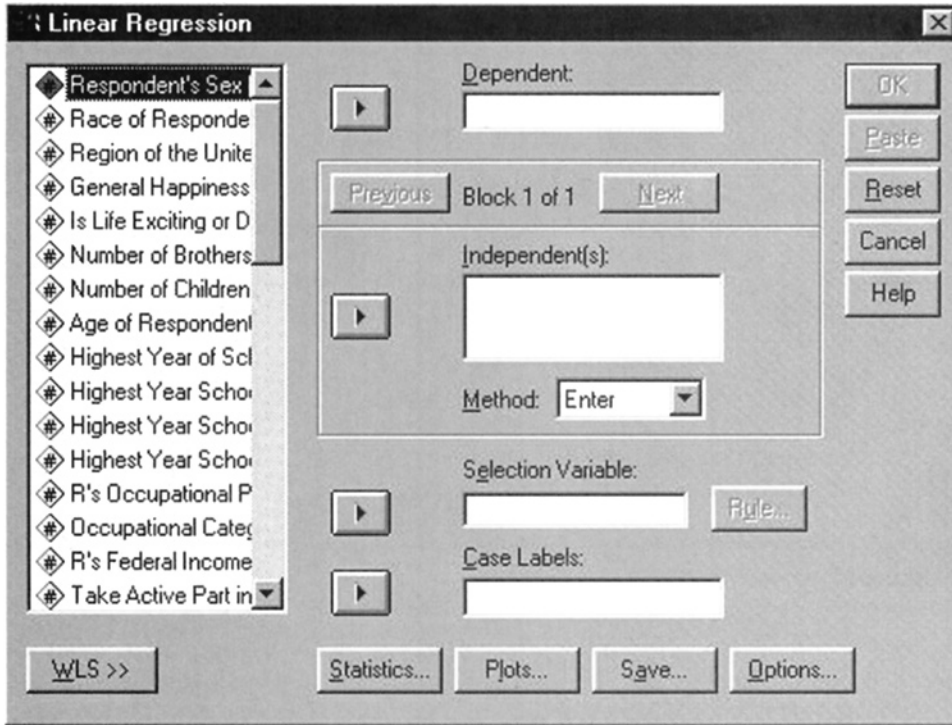 Linear Regression
Respondent's Sex
Race of Responde
Region of the Unite
General Happiness
Is Life Exciting or D
Number of Brothers
Number of Children
Age of Respondent
Highest Year of Scl
Highest Year Schoo
Highest Year Schoo
Highest Year Schoo
R's Occupational P
Occupational Categ
R's Federal Income
Take Active Part in
WLS >>
Dependent:
Previous
Block 1 of 1
Next
Independent(s):
Method: Enter
Selection Variable:
Rule...
Case Labels:
Statistics...
Plots...
Save...
Options...
OK
Paste
Reset
Cancel
Help